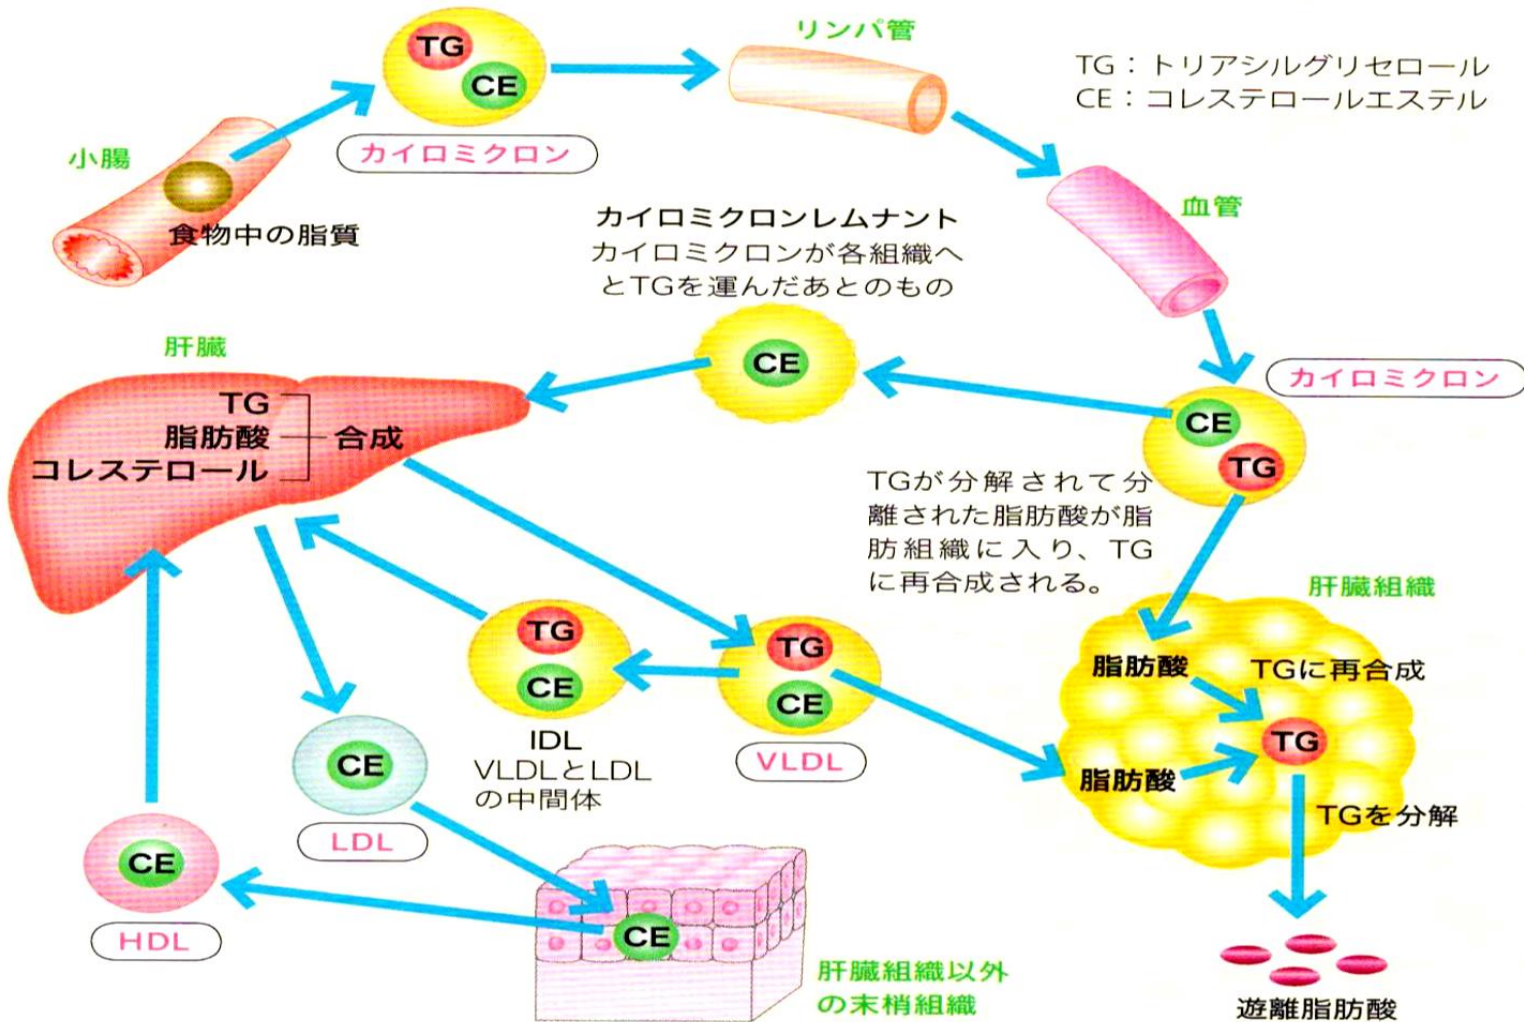 TG
CE
カイロミクロン
リンパ管
TG：トリアシルグリセロール
CE：コレステロールエステル
小腸
食物中の脂質
血管
カイロミクロンレムナント
カイロミクロンが各組織へ
とTGを運んだあとのもの
CE
カイロミクロン
CE
TG
肝臓
TG
脂肪酸
コレステロール
合成
TGが分解されて分
離された脂肪酸が脂
肪組織に入り、TG
に再合成される。
肝臓組織
脂肪酸
TGに再合成
TG
脂肪酸
TGを分解
遊離脂肪酸
TG
CE
VLDL
TG
CE
IDL
VLDLとLDL
の中間体
CE
LDL
CE
HDL
CE
肝臓組織以外
の末梢組織